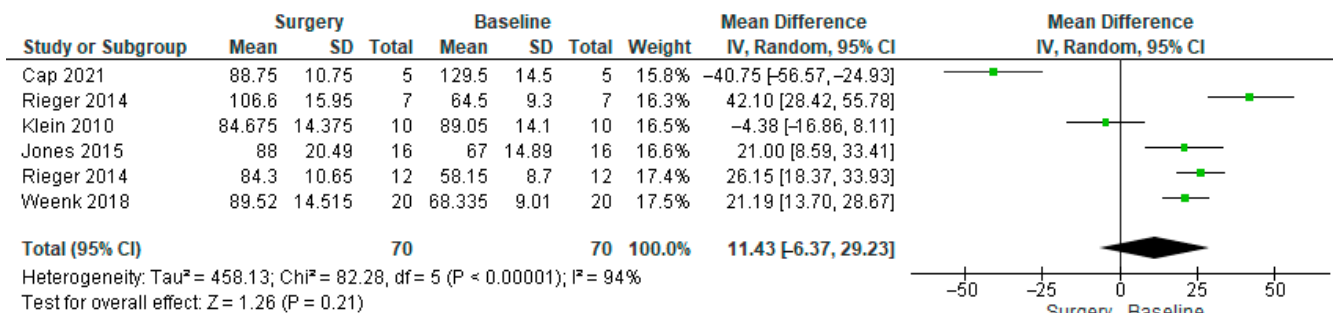 Surgery Baseline Mean Difference Mean Difference
Study or Subgroup Mean SD Total Mean SD Total Weight IV, Random, 95% CI IV, Random, 95% CI
Cap 2021 88.75 10.75 5 129.5 14.5 5 15.8% −40.75 [−56.57, −24.93]
Rieger 2014 106.6 15.95 7 64.5 9.3 7 16.3% 42.10 [28.42, 55.78]
Klein 2010 84.675 14.375 10 89.05 14.1 10 16.5% −4.38 [−16.86, 8.11]
Jones 2015 88 20.49 16 67 14.89 16 16.6% 21.00 [8.59, 33.41]
Rieger 2014 84.3 10.65 12 58.15 8.7 12 17.4% 26.15 [18.37, 33.93]
Weenk 2018 89.52 14.515 20 68.335 9.01 20 17.5% 21.19 [13.70, 28.67]
Total (95% CI) 70 70 100.0% 11.43 [−6.37, 29.23]
Heterogeneity: Tau² = 458.13; Chi² = 82.28, df = 5 (P < 0.00001); I² = 94%
Test for overall effect: Z = 1.26 (P = 0.21)
−50 −25 0 25 50
Surgery Baseline